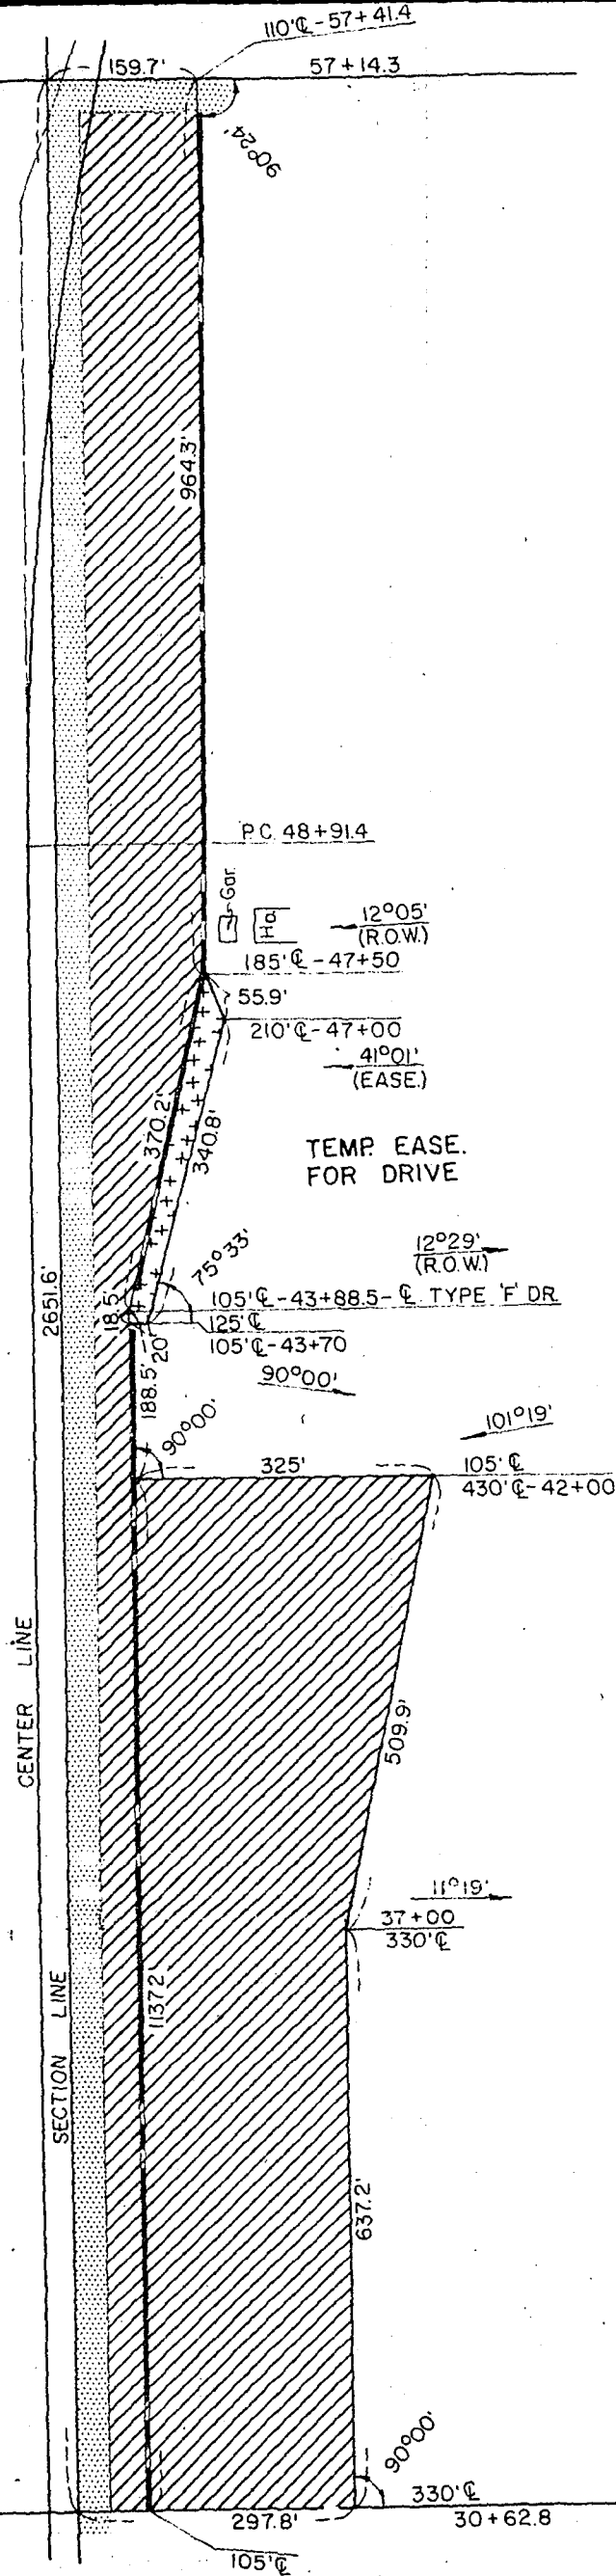 110' ℄ - 57 + 41.4
159.7'
57 + 14.3
90°24'
964.3'
P.C. 48+91.4
Gar.
Ho
12°05'
(R.O.W.)
185' ℄ - 47+50
55.9'
210' ℄ - 47+00
41°01'
(EASE.)
370.2'
340.8'
TEMP. EASE.
FOR DRIVE
75°33'
12°29'
(R.O.W.)
2651.6'
18.5'
105' ℄ - 43+88.5 - ℄ TYPE 'F' DR.
125' ℄
20'
105' ℄ - 43+70
188.5'
90°00'
90°00'
101°19'
325'
105' ℄
430' ℄ - 42+00
CENTER LINE
509.9'
11°19'
37+00
330' ℄
SECTION LINE
1137.2'
637.2'
90°00'
330' ℄
297.8'
30 + 62.8
105' ℄